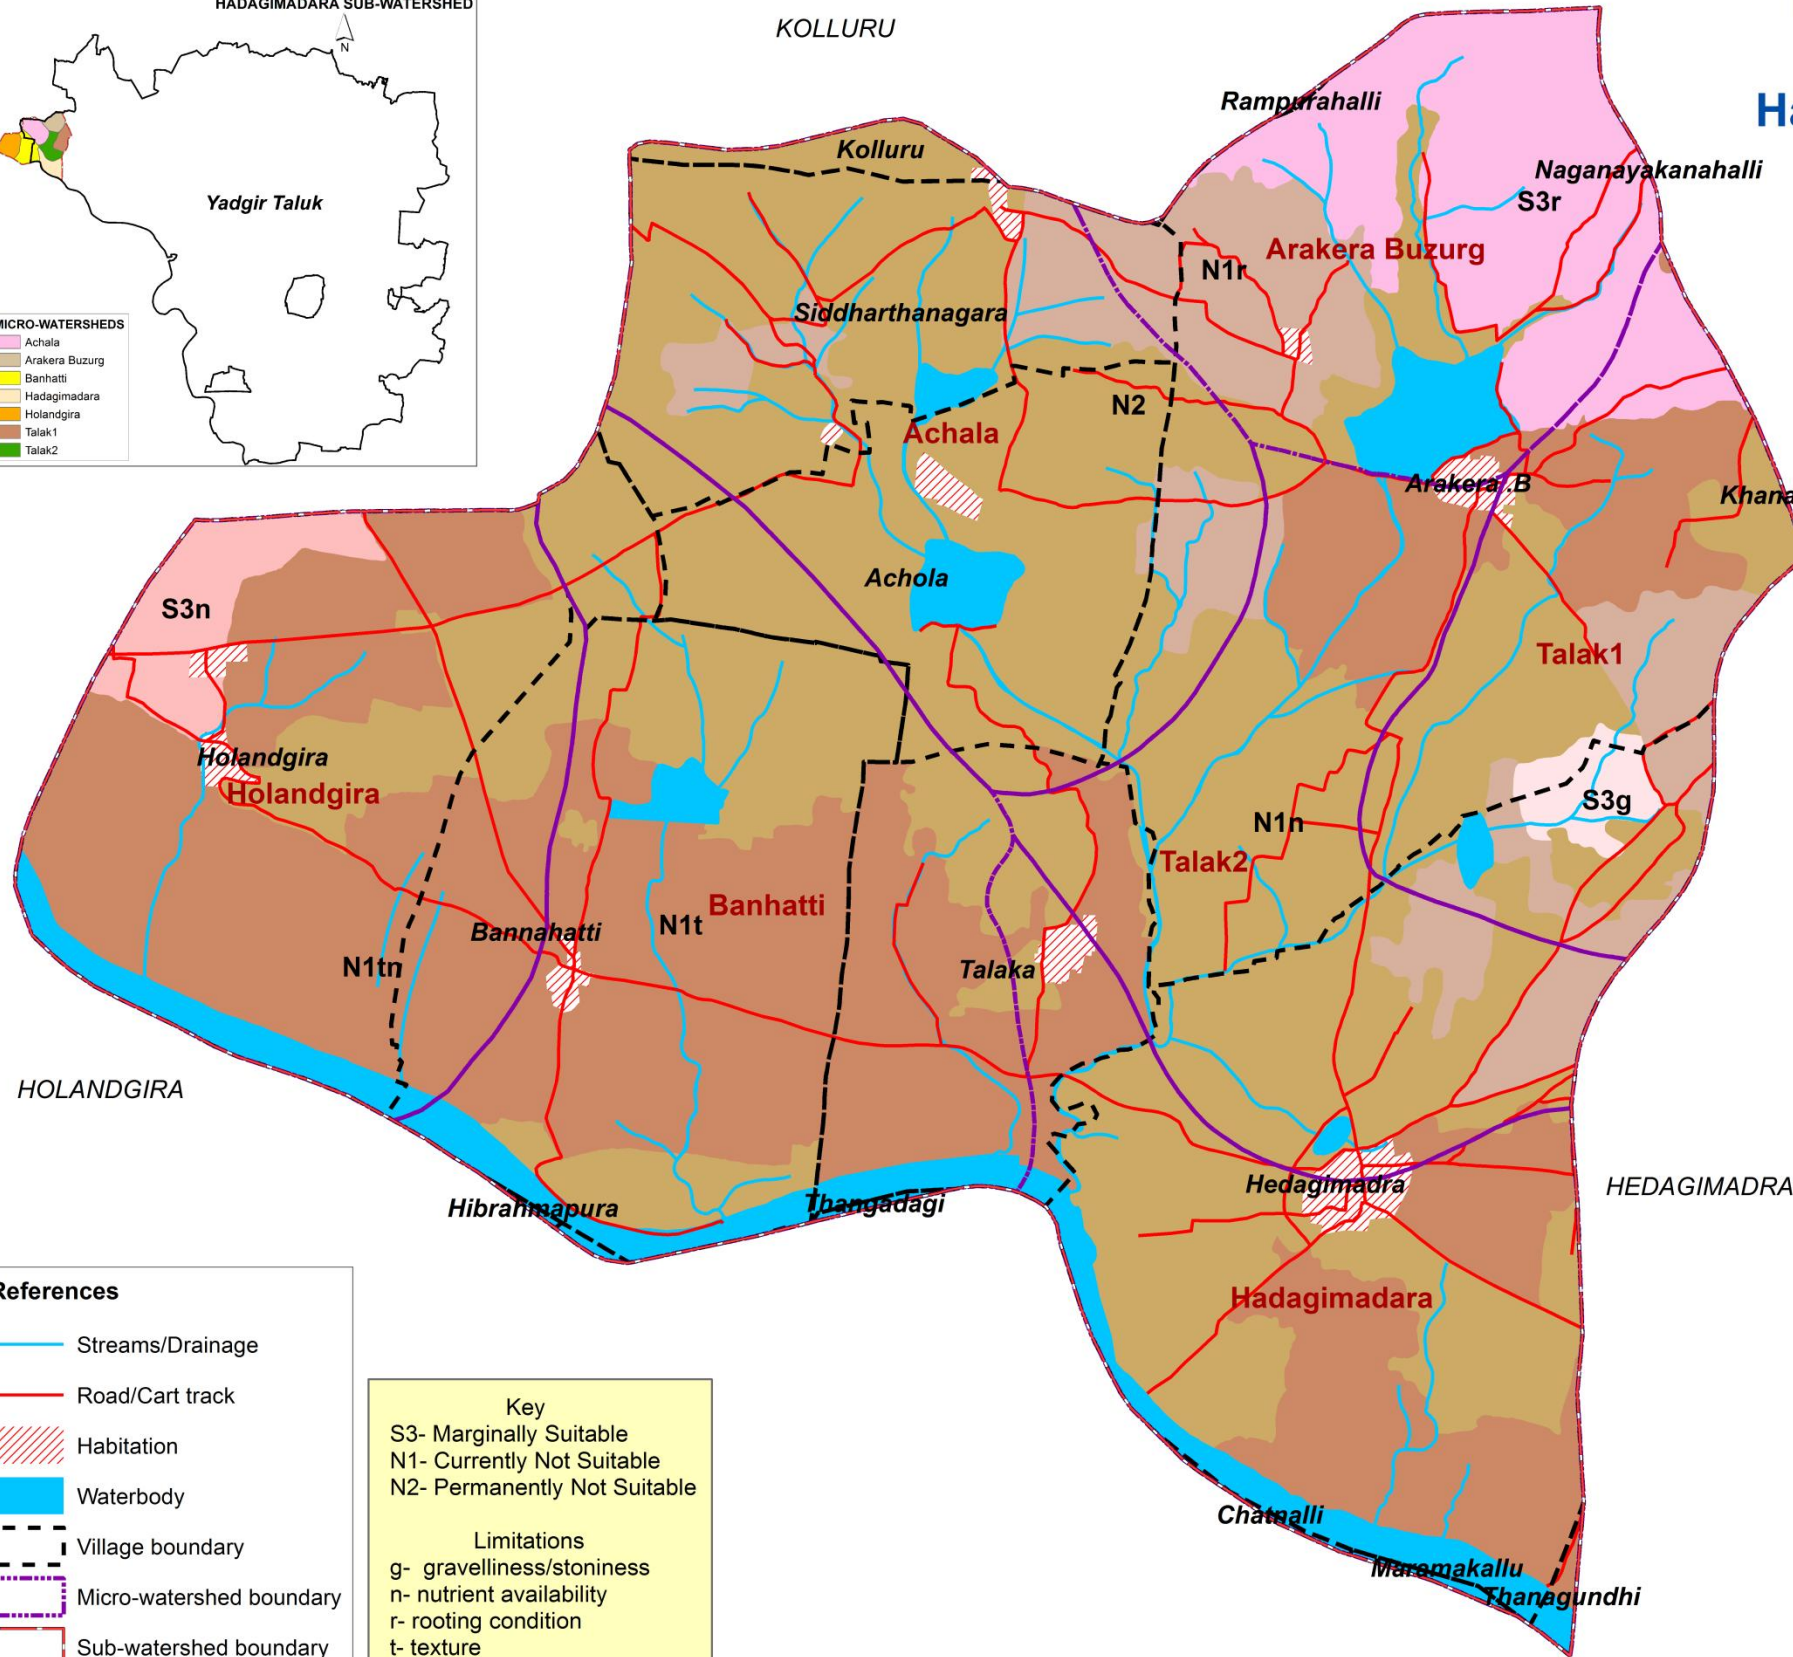 HADAGIMADARA SUB-WATERSHED
N
Yadgir Taluk
MICRO-WATERSHEDS
Achala
Arakera Buzurg
Banhatti
Hadagimadara
Holandgira
Talak1
Talak2
KOLLURU
Ha
Rampurahalli
Kolluru
Naganayakanahalli
S3r
Arakera Buzurg
N1r
Siddharthanagara
N2
Achala
Arakera .B
Khana
Achola
S3n
Talak1
Holandgira
Holandgira
S3g
N1n
Talak2
Banhatti
N1t
Bannahatti
N1tn
Talaka
HOLANDGIRA
Hedagimadra
HEDAGIMADRA
Hibrahmapura
Thangadagi
Hadagimadara
Chatnalli
Maramakallu
Thanagundhi
References
Streams/Drainage
Road/Cart track
Habitation
Waterbody
Village boundary
Micro-watershed boundary
Sub-watershed boundary
Key
S3- Marginally Suitable
N1- Currently Not Suitable
N2- Permanently Not Suitable
Limitations
g- gravelliness/stoniness
n- nutrient availability
r- rooting condition
t- texture